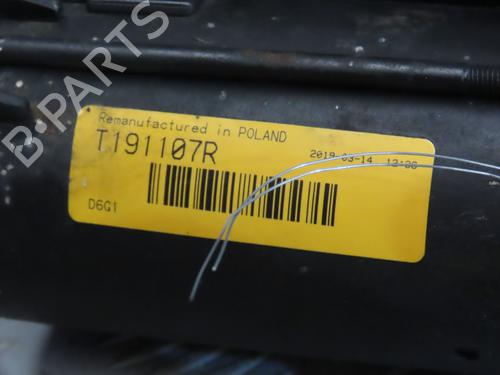 Remanufactured in POLAND
T191107R
2019-03-14
D6G1
B-PARTS